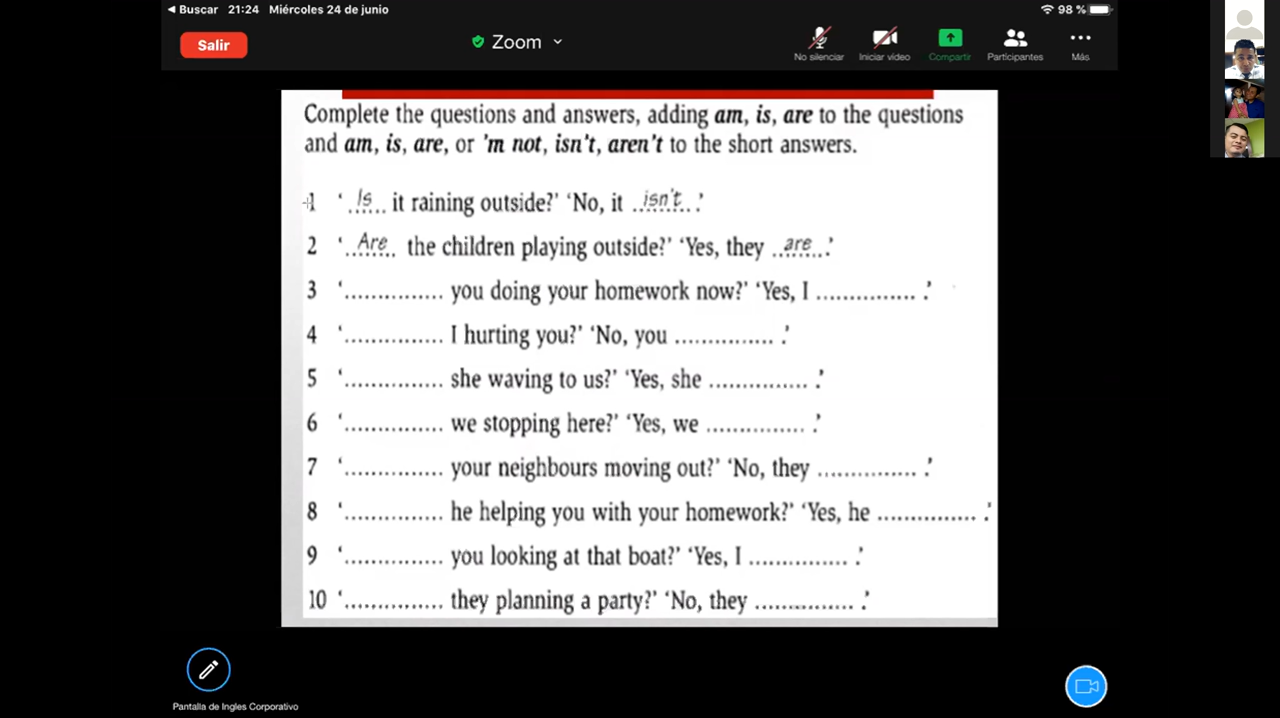 Buscar 21:24 Miércoles 24 de junio 98 %
Salir Zoom No silenciar Iniciar vídeo Compartir Participantes Más
Complete the questions and answers, adding am, is, are to the questions
and am, is, are, or 'm not, isn't, aren't to the short answers.
1 ' Is it raining outside?' 'No, it isn't.'
2 ' Are the children playing outside?' 'Yes, they are.'
3 '............... you doing your homework now?' 'Yes, I ............... .'
4 '............... I hurting you?' 'No, you ............... .'
5 '............... she waving to us?' 'Yes, she ............... .'
6 '............... we stopping here?' 'Yes, we ............... .'
7 '............... your neighbours moving out?' 'No, they ............... .'
8 '............... he helping you with your homework?' 'Yes, he ............... .'
9 '............... you looking at that boat?' 'Yes, I ............... .'
10 '............... they planning a party?' 'No, they ............... .'
Pantalla de Ingles Corporativo